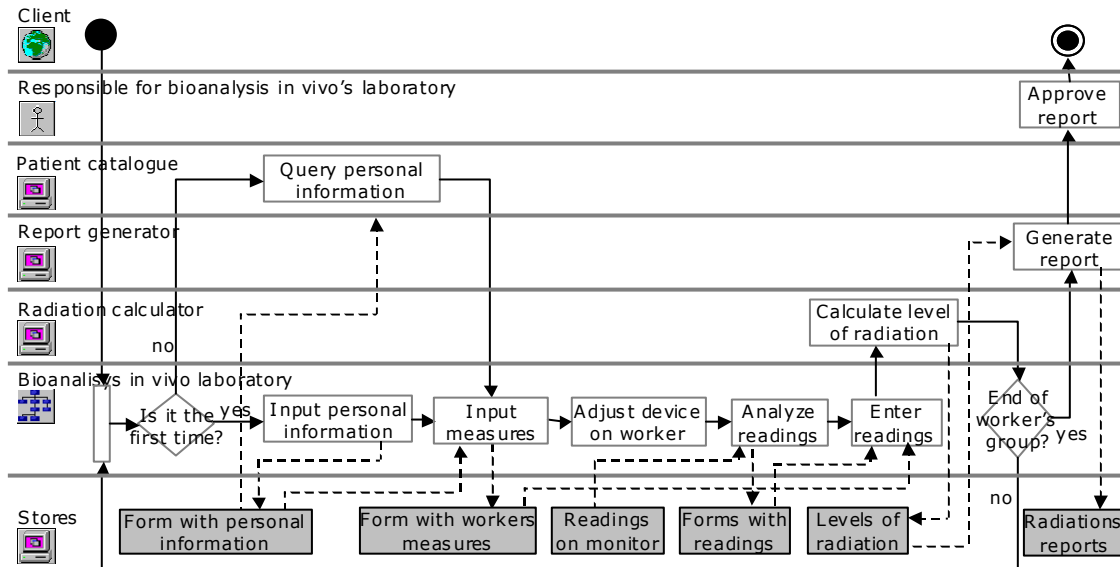 Client
Responsible for bioanalysis in vivo's laboratory
Approve
report
Patient catalogue
Query personal
information
Report generator
Generate
report
Radiation calculator
Calculate level
of radiation
no
Bioanalisys in vivo laboratory
Is it the
first time?
yes
Input personal
information
Input
measures
Adjust device
on worker
Analyze
readings
Enter
readings
End of
worker's
group?
yes
no
Stores
Form with personal
information
Form with workers
measures
Readings
on monitor
Forms with
readings
Levels of
radiation
Radiations
reports